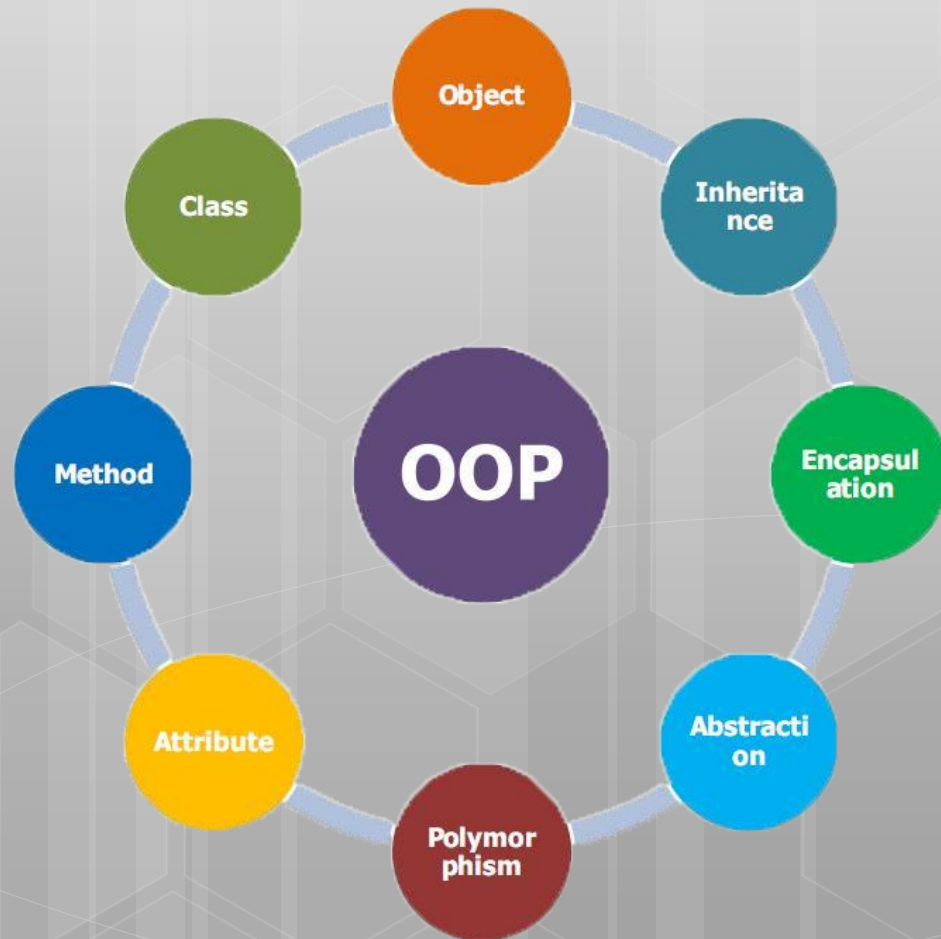 Object
Inherita
nce
Encapsul
ation
Abstracti
on
Polymor
phism
Attribute
Method
Class
OOP